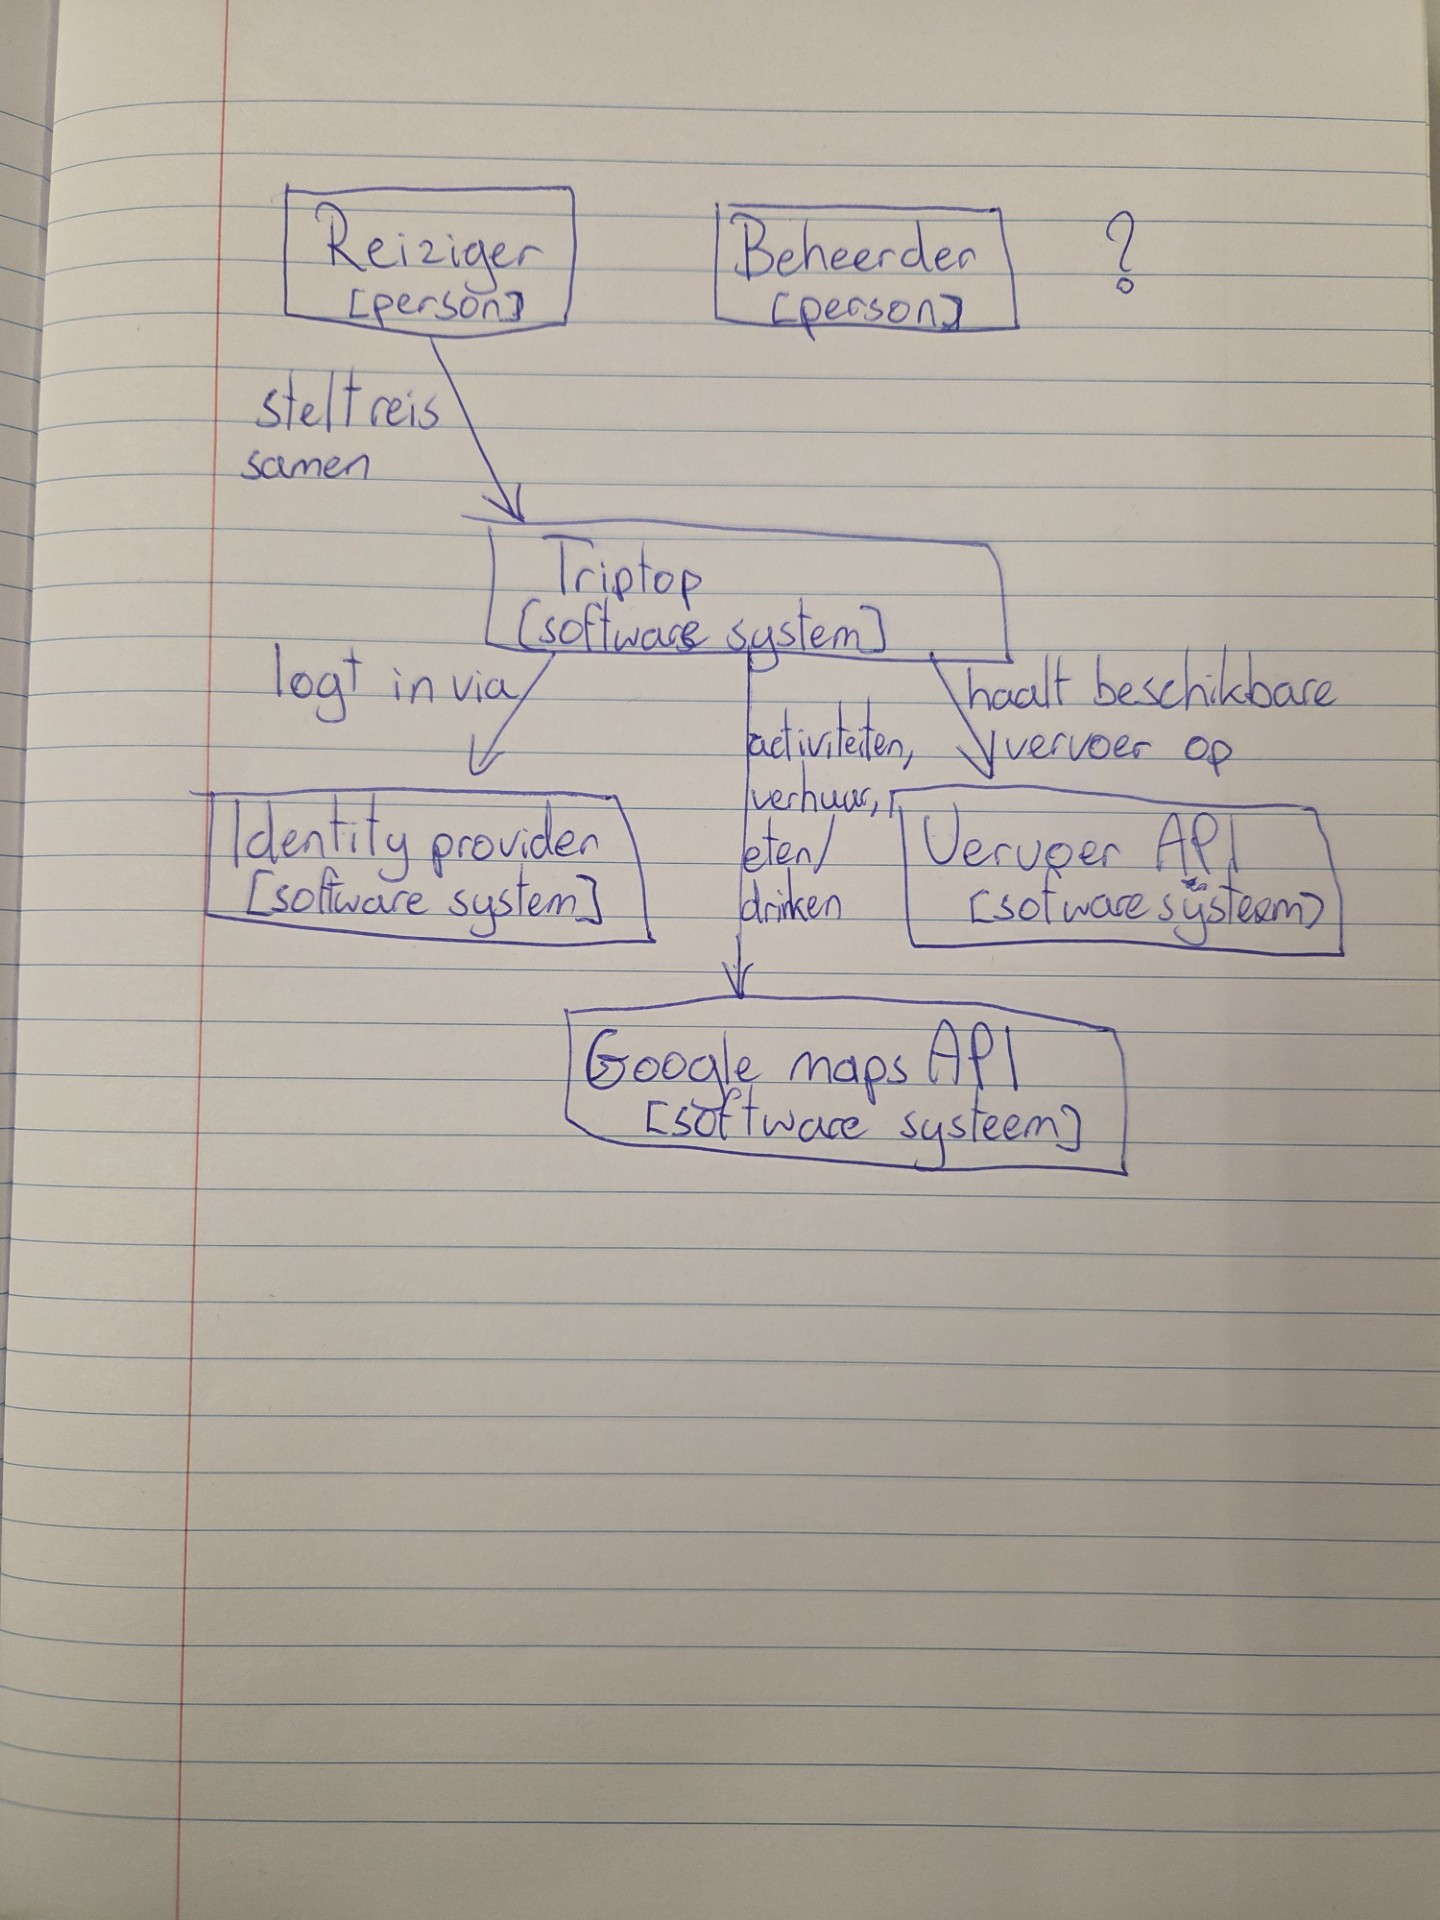 Reiziger
[person]
Beheerder
[person]
?
stelt reis
samen
Triptop
[software system]
logt in via
activiteiten,
verhuur,
eten/
drinken
haalt beschikbare
vervoer op
Identity provider
[software system]
Vervoer API
[sofware systeem]
Google maps API
[software systeem]